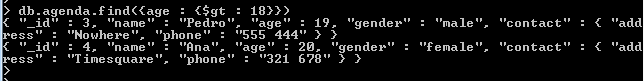 > db.agenda.find({age : {$gt : 18}})
{ "_id" : 3, "name" : "Pedro", "age" : 19, "gender" : "male", "contact" : { "add
ress" : "Nowhere", "phone" : "555 444" } }
{ "_id" : 4, "name" : "Ana", "age" : 20, "gender" : "female", "contact" : { "add
ress" : "Timesquare", "phone" : "321 678" } }
>